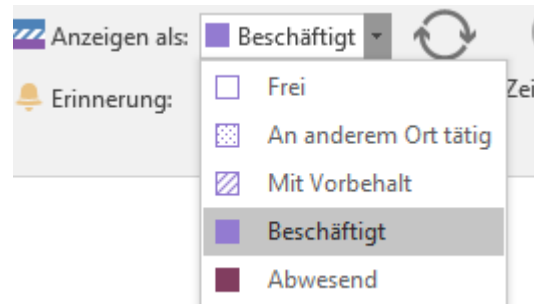 Anzeigen als: Beschäftigt
Erinnerung:
Frei
An anderem Ort tätig
Mit Vorbehalt
Beschäftigt
Abwesend